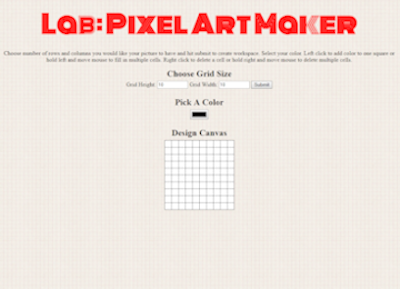 Lab: Pixel Art Maker
Choose number of rows and columns you would like your picture to have and hit submit to create workspace. Select your color. Left click to add color to one square or
hold left and move mouse to fill in multiple cells. Right click to delete a cell or hold right and move mouse to delete multiple cells.
Choose Grid Size
Grid Height: 10 Grid Width: 10 Submit
Pick A Color
Design Canvas